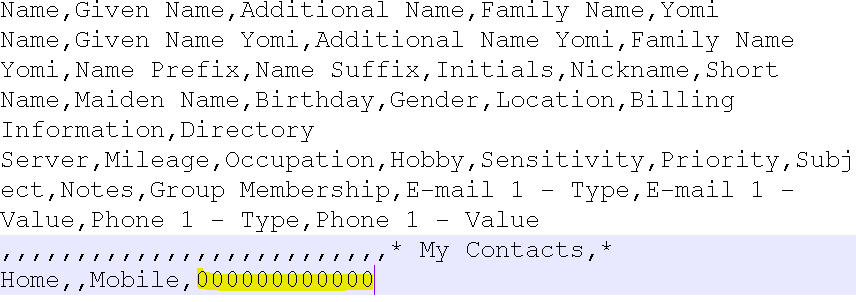 Name,Given Name,Additional Name,Family Name,Yomi
Name,Given Name Yomi,Additional Name Yomi,Family Name
Yomi,Name Prefix,Name Suffix,Initials,Nickname,Short
Name,Maiden Name,Birthday,Gender,Location,Billing
Information,Directory
Server,Mileage,Occupation,Hobby,Sensitivity,Priority,Subj
ect,Notes,Group Membership,E-mail 1 - Type,E-mail 1 -
Value,Phone 1 - Type,Phone 1 - Value
,,,,,,,,,,,,,,,,,,,,,,,,,,* My Contacts,*
Home,,Mobile,000000000000